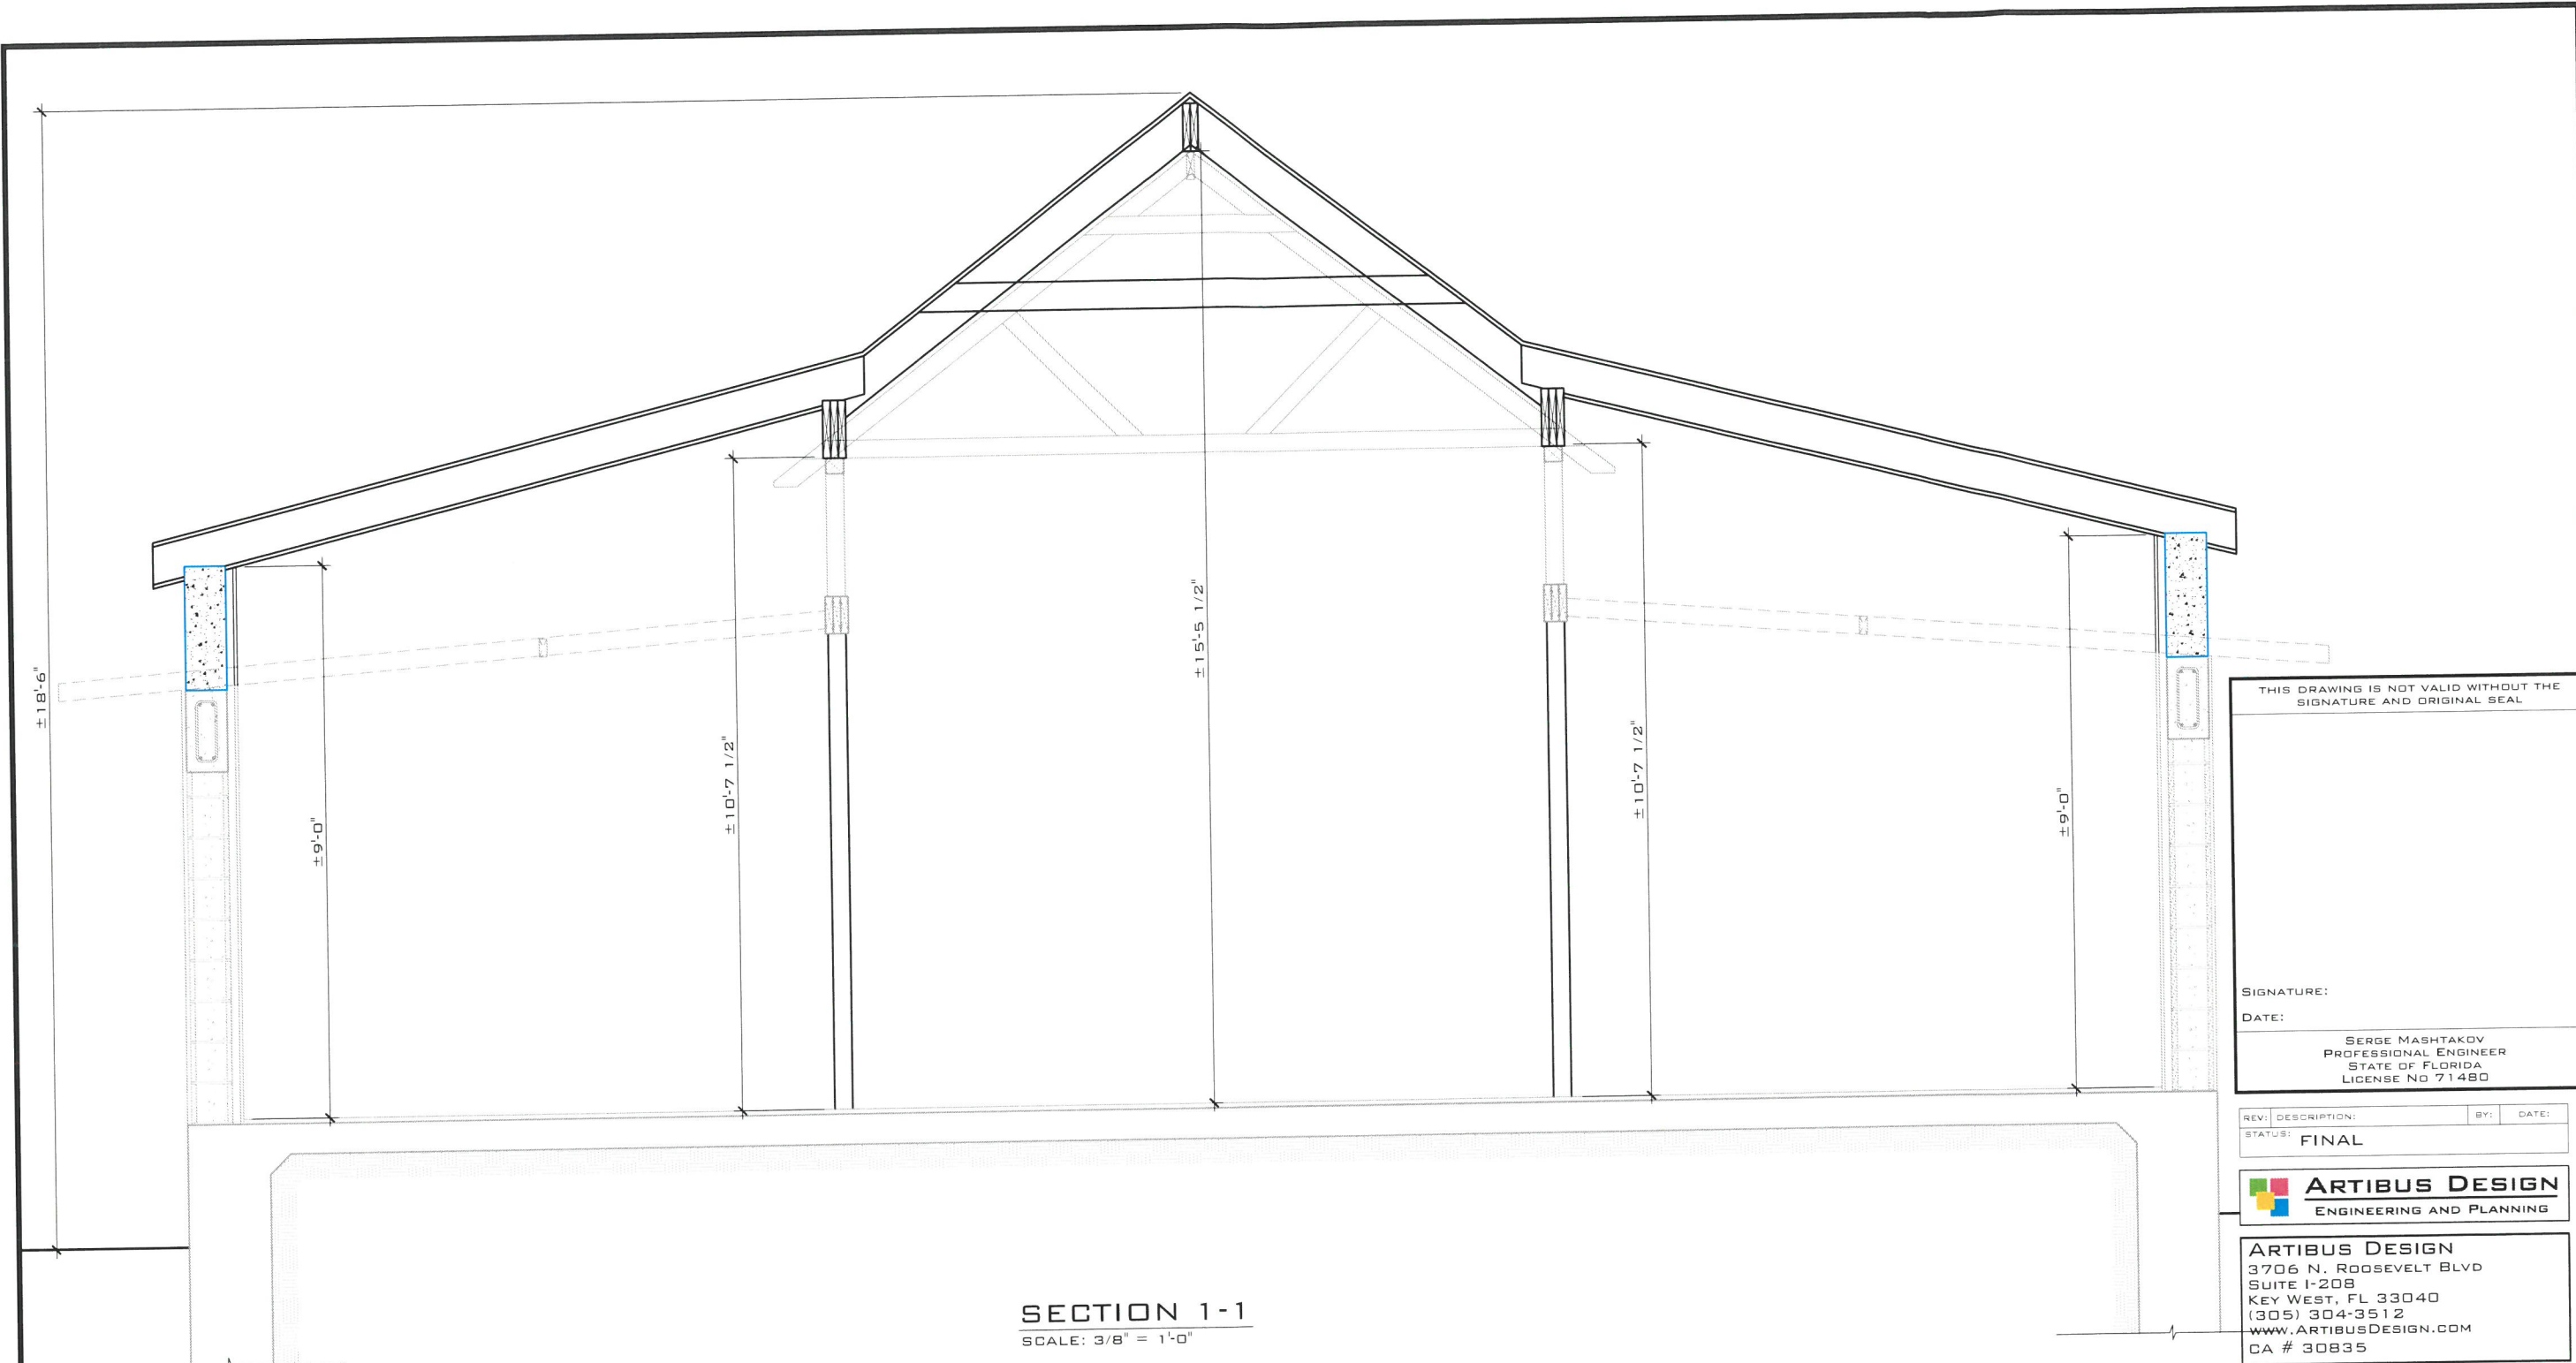 ±18'-6"
±9'-0"
±10'-7 1/2"
±15'-5 1/2"
±10'-7 1/2"
±9'-0"
SECTION 1-1
SCALE: 3/8" = 1'-0"
THIS DRAWING IS NOT VALID WITHOUT THE
SIGNATURE AND ORIGINAL SEAL
SIGNATURE:
DATE:
SERGE MASHTAKOV
PROFESSIONAL ENGINEER
STATE OF FLORIDA
LICENSE NO 71480
REV: DESCRIPTION: BY: DATE:
STATUS: FINAL
ARTIBUS DESIGN
ENGINEERING AND PLANNING
ARTIBUS DESIGN
3706 N. ROOSEVELT BLVD
SUITE I-208
KEY WEST, FL 33040
(305) 304-3512
WWW.ARTIBUSDESIGN.COM
CA # 30835